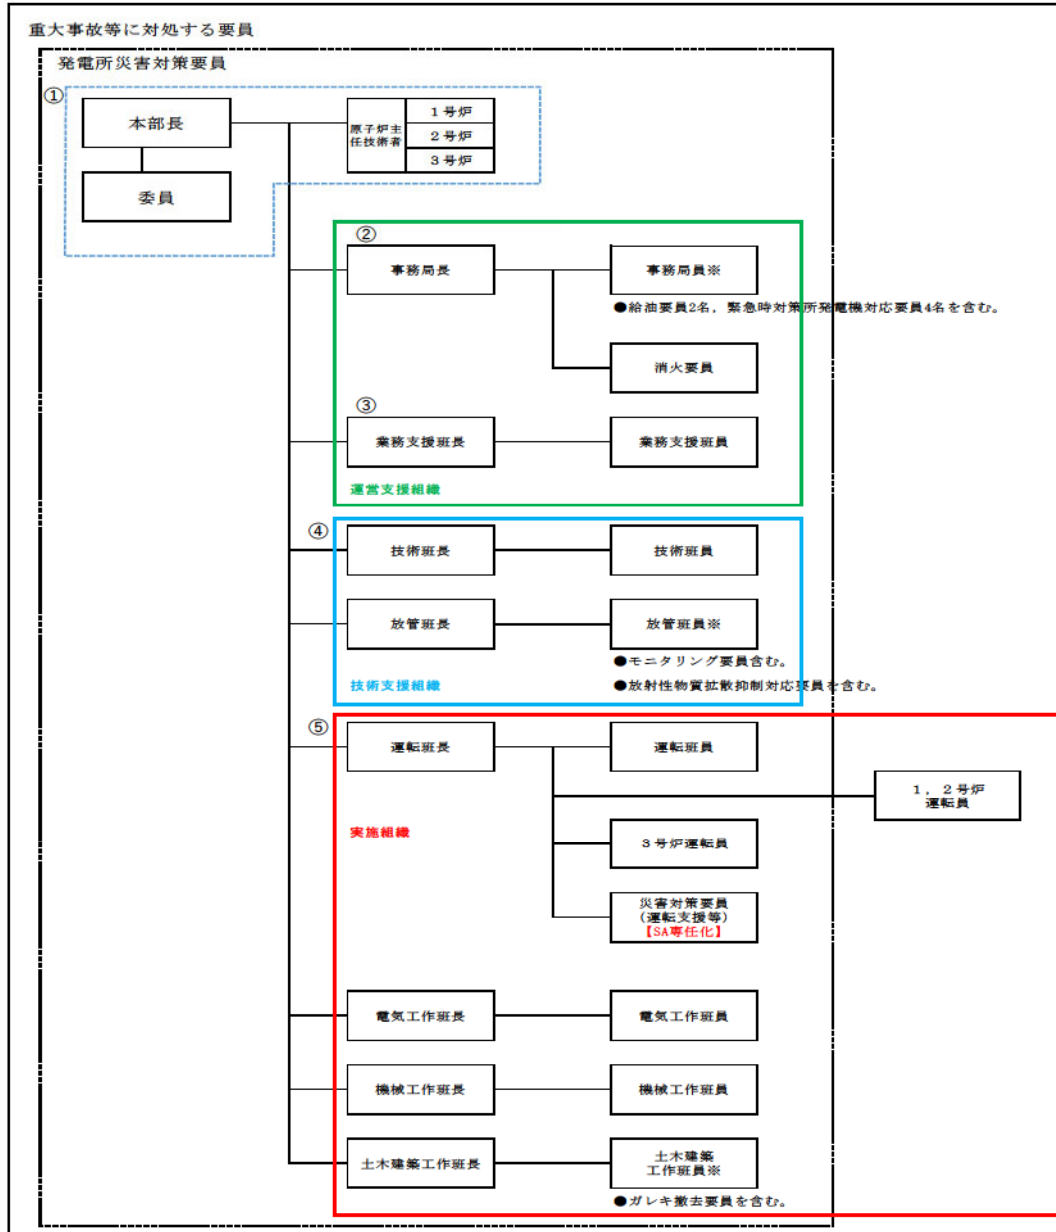 重大事故等に対処する要員
発電所災害対策要員
①
本部長
委員
原子炉主
任技術者
1号炉
2号炉
3号炉
②
事務局長
事務局員※
●給油要員2名，緊急時対策所発電機対応要員4名を含む。
消火要員
③
業務支援班長
業務支援班員
運営支援組織
④
技術班長
技術班員
放管班長
放管班員※
●モニタリング要員含む。
●放射性物質拡散抑制対応要員を含む。
技術支援組織
⑤
運転班長
運転班員
1，2号炉
運転員
実施組織
3号炉運転員
災害対策要員
（運転支援等）
【SA専任化】
電気工作班長
電気工作班員
機械工作班長
機械工作班員
土木建築工作班長
土木建築
工作班員※
●ガレキ撤去要員を含む。